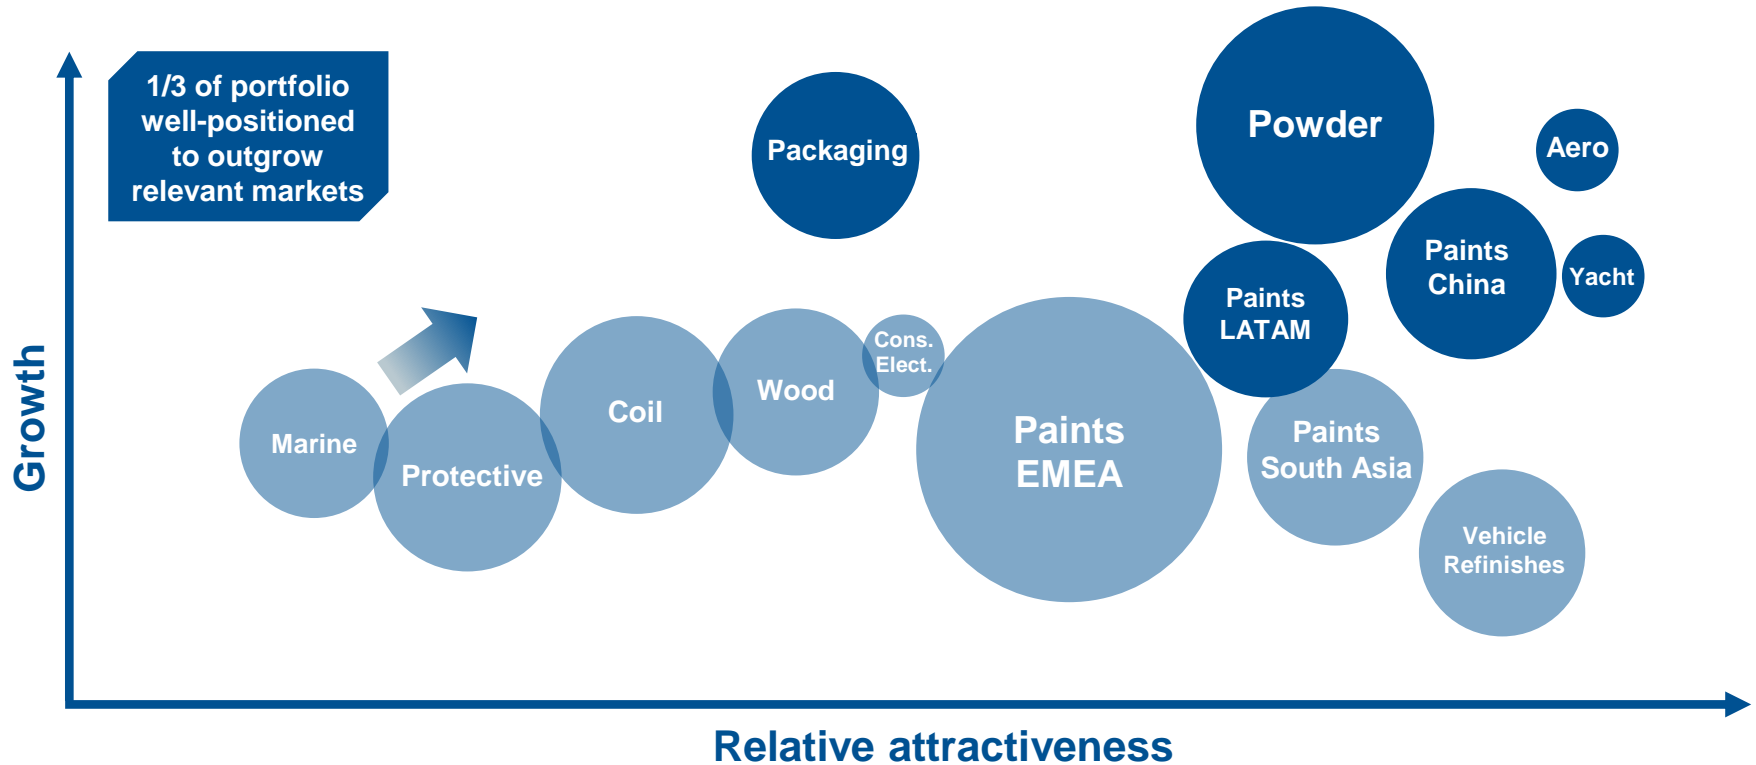 1/3 of portfolio
well-positioned
to outgrow
relevant markets
Packaging
Powder
Aero
Paints
China
Yacht
Paints
LATAM
Cons.
Elect.
Wood
Coil
Marine
Protective
Paints
EMEA
Paints
South Asia
Vehicle
Refinishes
Growth
Relative attractiveness